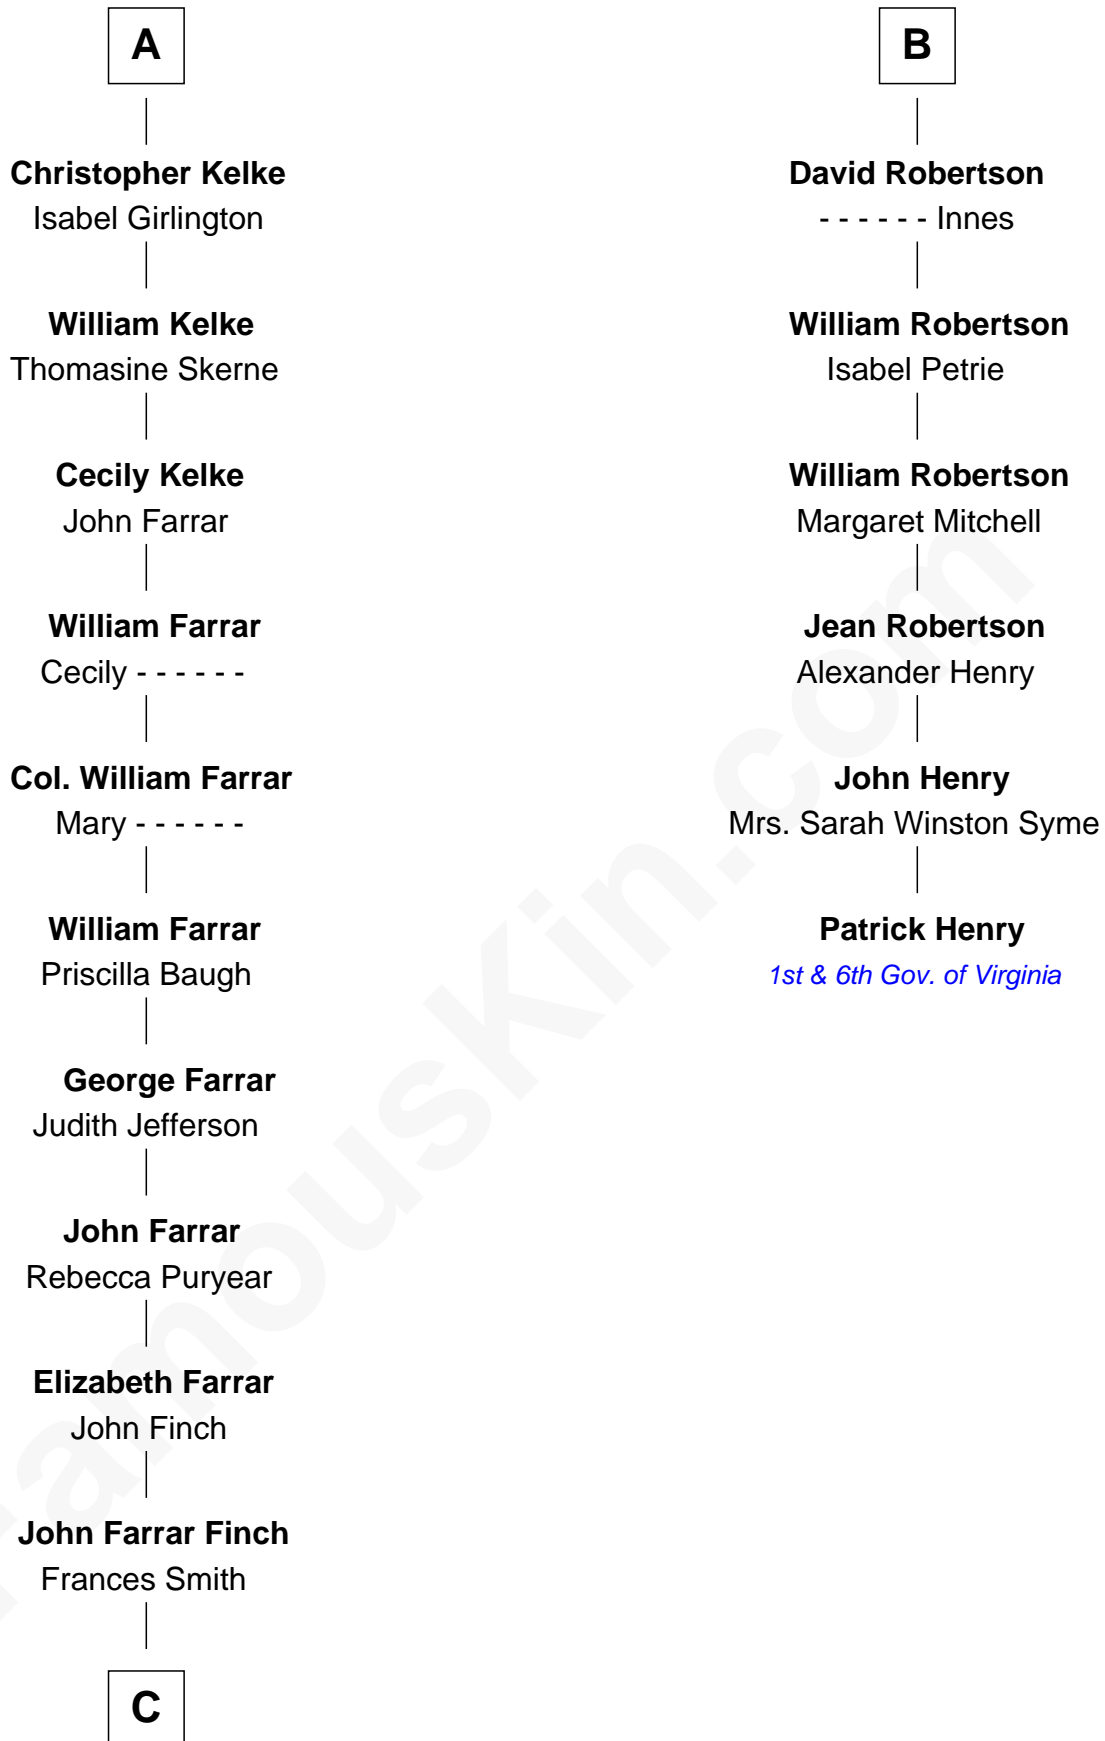 A
Christopher Kelke
Isabel Girlington
William Kelke
Thomasine Skerne
Cecily Kelke
John Farrar
William Farrar
Cecily - - - - - -
Col. William Farrar
Mary - - - - - -
William Farrar
Priscilla Baugh
George Farrar
Judith Jefferson
John Farrar
Rebecca Puryear
Elizabeth Farrar
John Finch
John Farrar Finch
Frances Smith
C
B
David Robertson
- - - - - - Innes
William Robertson
Isabel Petrie
William Robertson
Margaret Mitchell
Jean Robertson
Alexander Henry
John Henry
Mrs. Sarah Winston Syme
Patrick Henry
1st & 6th Gov. of Virginia
FamousKin.com